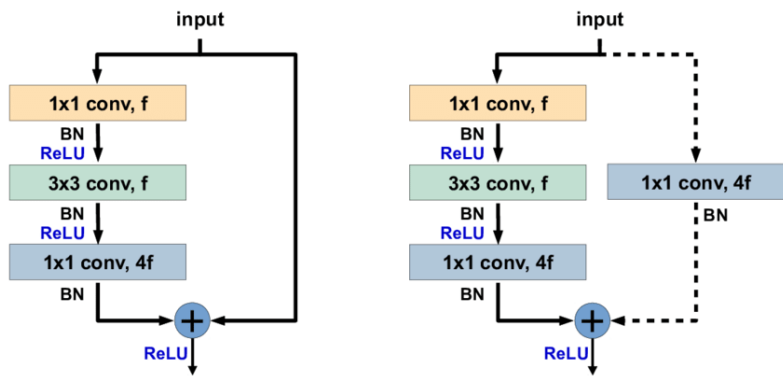 input
1x1 conv, f
BN
ReLU
3x3 conv, f
BN
ReLU
1x1 conv, 4f
BN
+
ReLU
input
1x1 conv, f
BN
ReLU
3x3 conv, f
1x1 conv, 4f
BN
BN
ReLU
1x1 conv, 4f
BN
+
ReLU